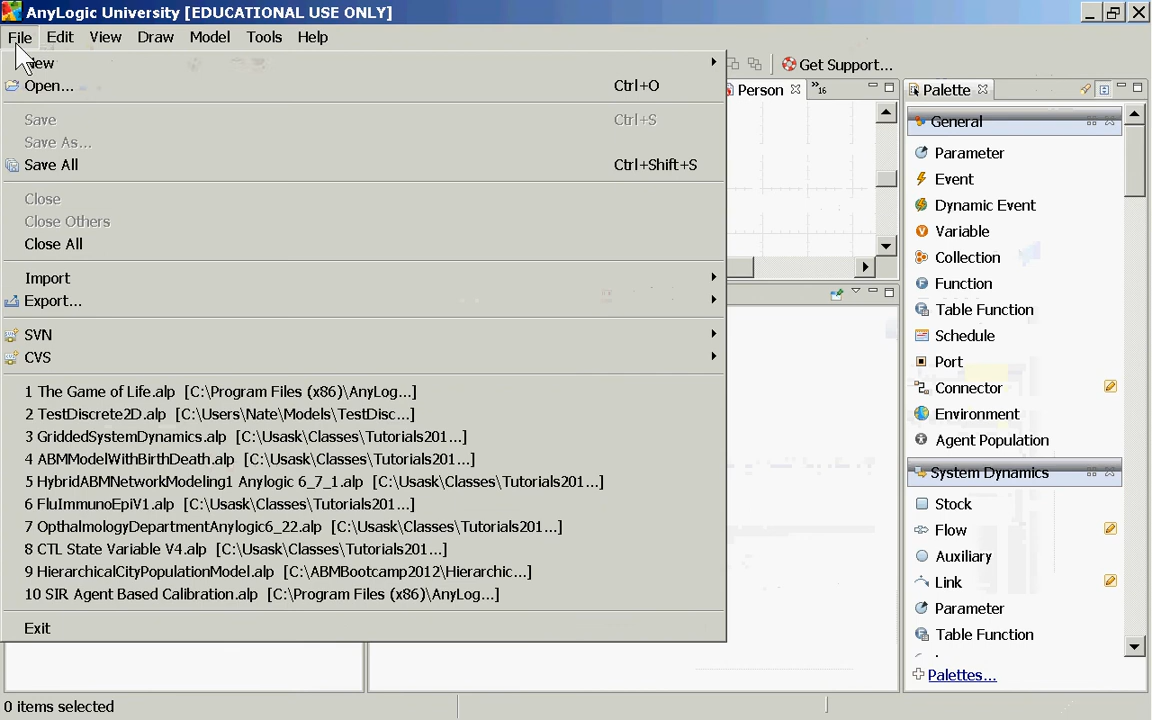 AnyLogic University [EDUCATIONAL USE ONLY]
File Edit View Draw Model Tools Help
Get Support...
Open... Ctrl+O
Save Ctrl+S
Save As...
Save All Ctrl+Shift+S
Close
Close Others
Close All
Import
Export...
SVN
CVS
1 The Game of Life.alp [C:\Program Files (x86)\AnyLog...]
2 TestDiscrete2D.alp [C:\Users\Nate\Models\TestDisc...]
3 GriddedSystemDynamics.alp [C:\Usask\Classes\Tutorials201...]
4 ABMModelWithBirthDeath.alp [C:\Usask\Classes\Tutorials201...]
5 HybridABMNetworkModeling1 Anylogic 6_7_1.alp [C:\Usask\Classes\Tutorials201...]
6 FluImmunoEpiV1.alp [C:\Usask\Classes\Tutorials201...]
7 OpthalmologyDepartmentAnylogic6_22.alp [C:\Usask\Classes\Tutorials201...]
8 CTL State Variable V4.alp [C:\Usask\Classes\Tutorials201...]
9 HierarchicalCityPopulationModel.alp [C:\ABMBootcamp2012\Hierarchic...]
10 SIR Agent Based Calibration.alp [C:\Program Files (x86)\AnyLog...]
Exit
Person
»16
Palette
General
Parameter
Event
Dynamic Event
Variable
Collection
Function
Table Function
Schedule
Port
Connector
Environment
Agent Population
System Dynamics
Stock
Flow
Auxiliary
Link
Parameter
Table Function
Palettes...
0 items selected